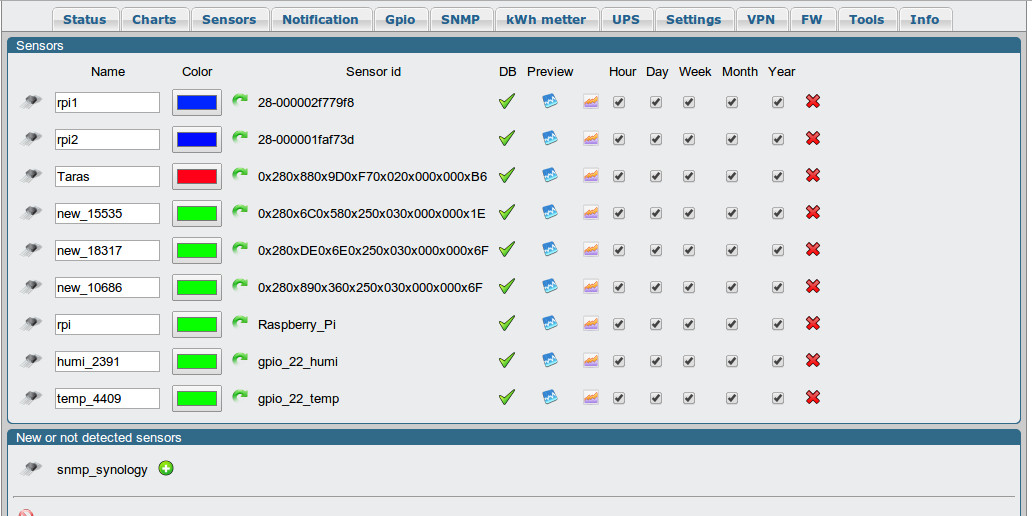 Status Charts Sensors Notification Gpio SNMP kWh metter UPS Settings VPN FW Tools Info
Sensors
Name Color Sensor id DB Preview Hour Day Week Month Year
rpi1 28-000002f779f8
rpi2 28-000001faf73d
Taras 0x280x880x9D0xF70x020x000x000xB6
new_15535 0x280x6C0x580x250x030x000x000x1E
new_18317 0x280xDE0x6E0x250x030x000x000x6F
new_10686 0x280x890x360x250x030x000x000x6F
rpi Raspberry_Pi
humi_2391 gpio_22_humi
temp_4409 gpio_22_temp
New or not detected sensors
snmp_synology